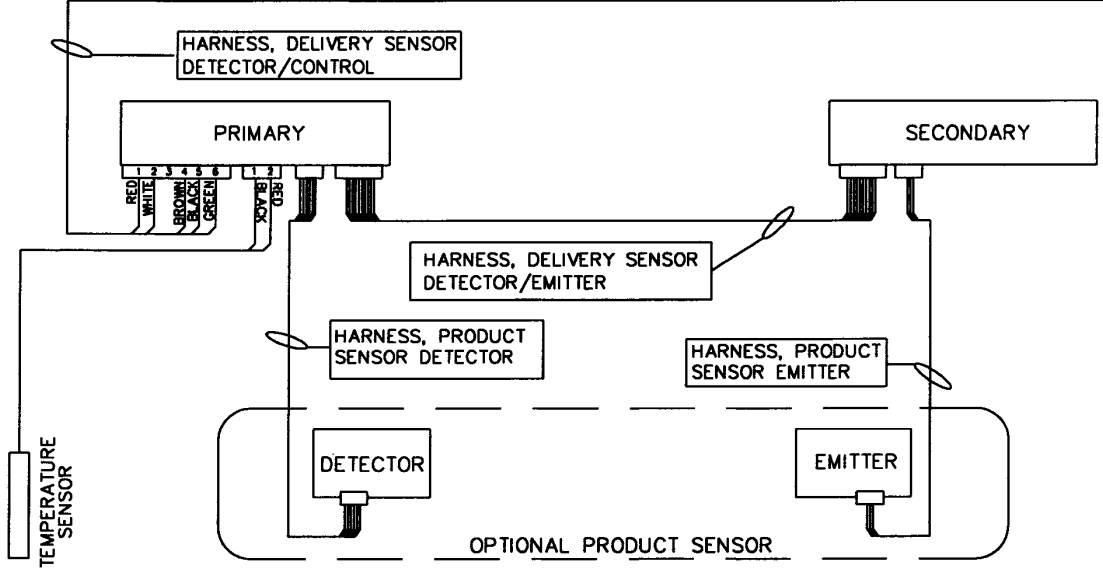 HARNESS, DELIVERY SENSOR
DETECTOR/CONTROL
PRIMARY
SECONDARY
1 2 3 4 5 6
1 2
RED
WHITE
BROWN
BLACK
GREEN
BLACK
RED
HARNESS, DELIVERY SENSOR
DETECTOR/EMITTER
HARNESS, PRODUCT
SENSOR DETECTOR
HARNESS, PRODUCT
SENSOR EMITTER
DETECTOR
EMITTER
TEMPERATURE
SENSOR
OPTIONAL PRODUCT SENSOR